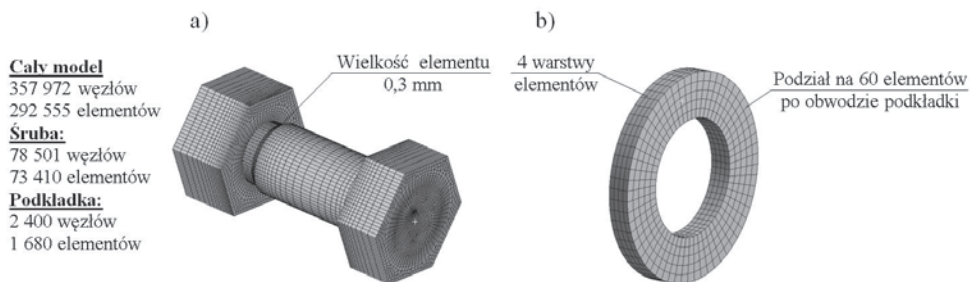 a)
b)
Cały model
357 972 węzłów
292 555 elementów
Śruba:
78 501 węzłów
73 410 elementów
Podkładka:
2 400 węzłów
1 680 elementów
Wielkość elementu
0,3 mm
4 warstwy
elementów
Podział na 60 elementów
po obwodzie podkładki